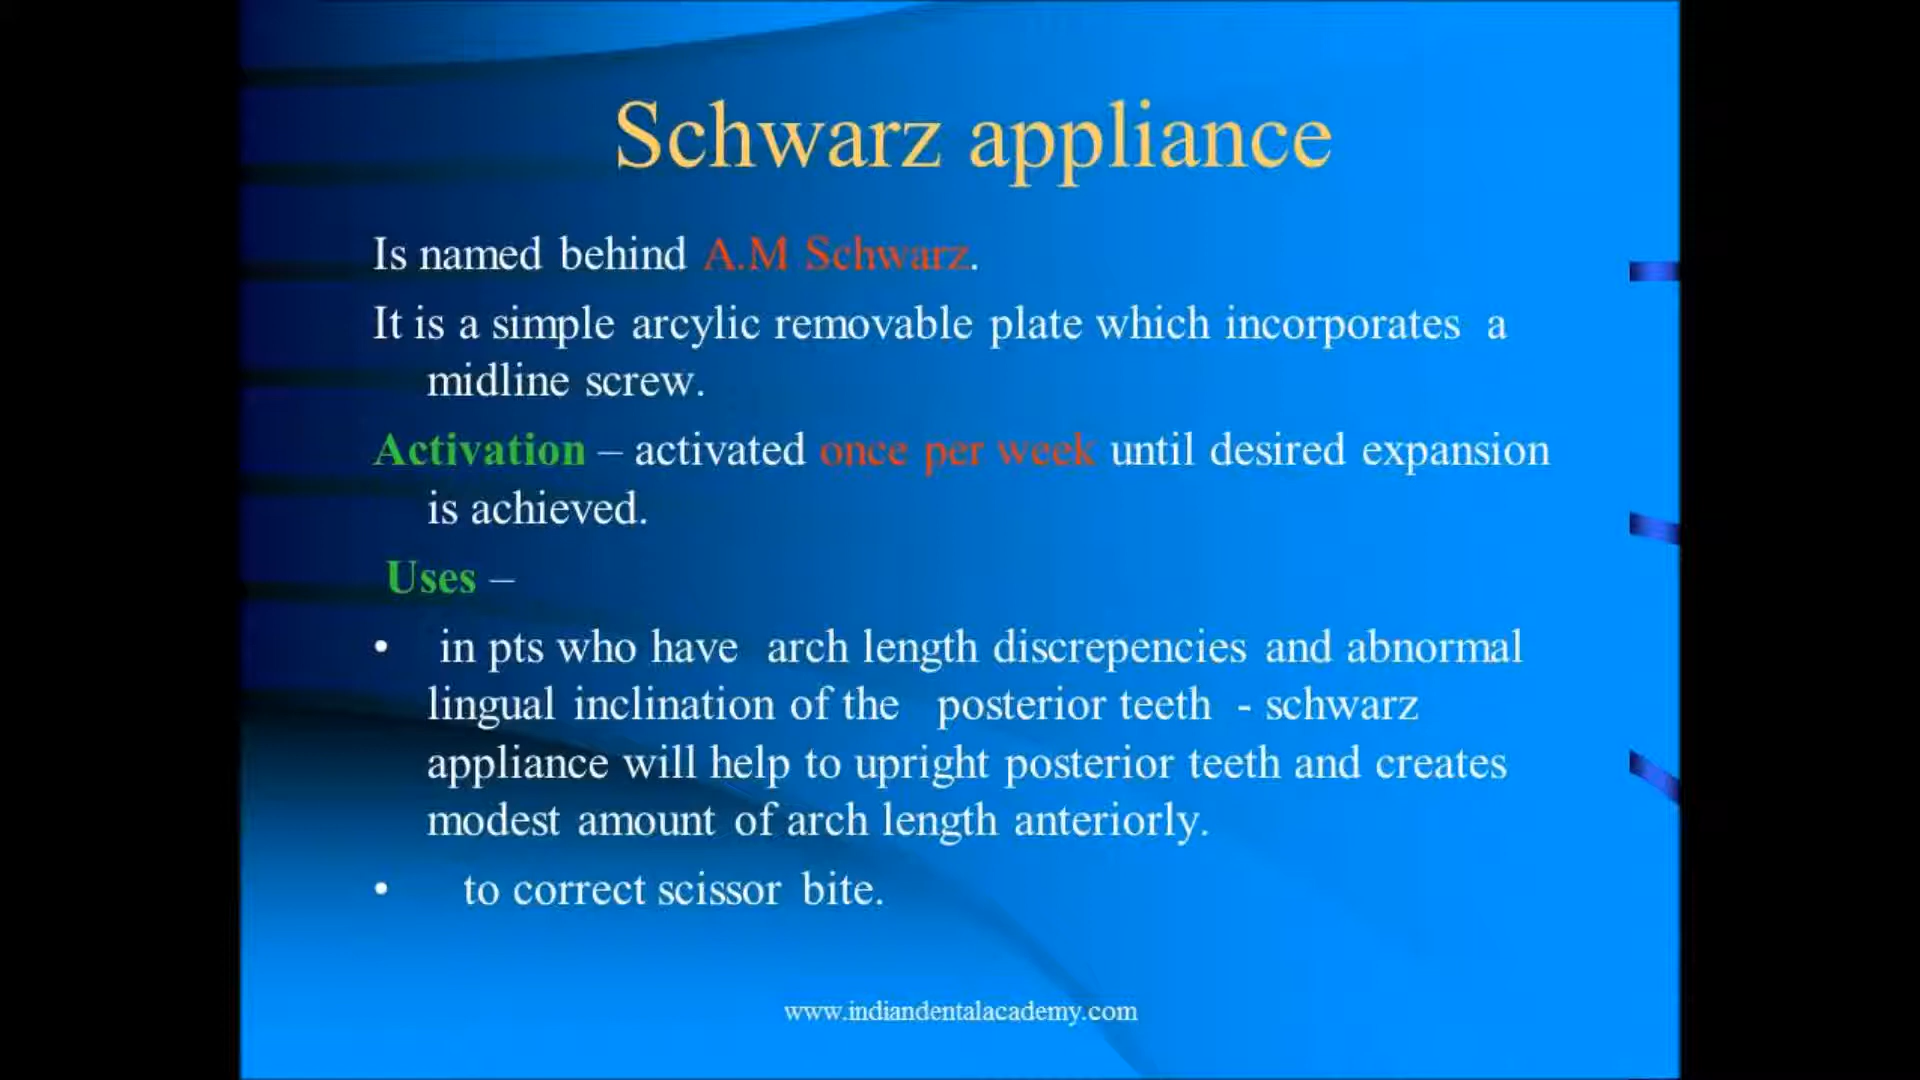 Schwarz appliance
Is named behind A.M Schwarz.
It is a simple arcylic removable plate which incorporates a
midline screw.
Activation – activated once per week until desired expansion
is achieved.
Uses –
• in pts who have arch length discrepencies and abnormal
lingual inclination of the posterior teeth - schwarz
appliance will help to upright posterior teeth and creates
modest amount of arch length anteriorly.
• to correct scissor bite.
www.indiandentalacademy.com